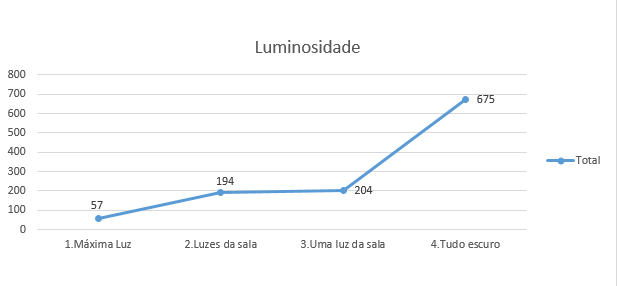 Luminosidade
800
700
600
500
400
300
200
100
0
57
194
204
675
1.Máxima Luz
2.Luzes da sala
3.Uma luz da sala
4.Tudo escuro
Total